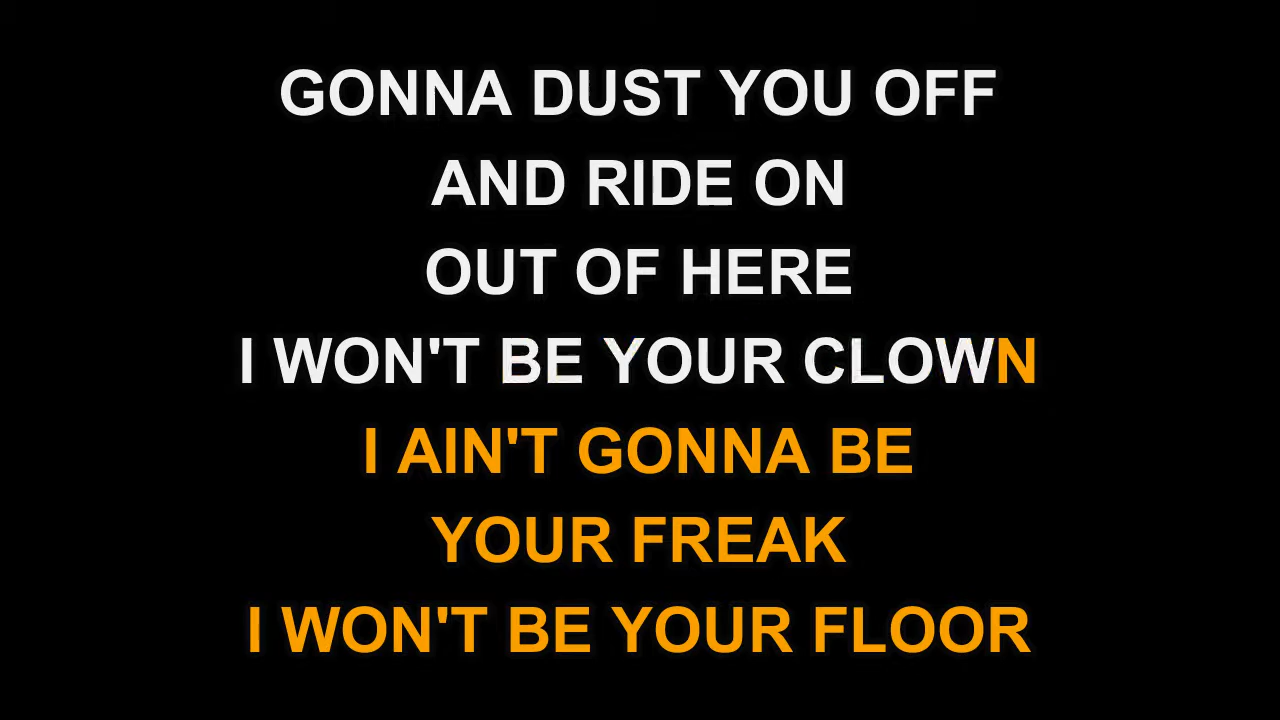 GONNA DUST YOU OFF
AND RIDE ON
OUT OF HERE
I WON'T BE YOUR CLOWN
I AIN'T GONNA BE
YOUR FREAK
I WON'T BE YOUR FLOOR